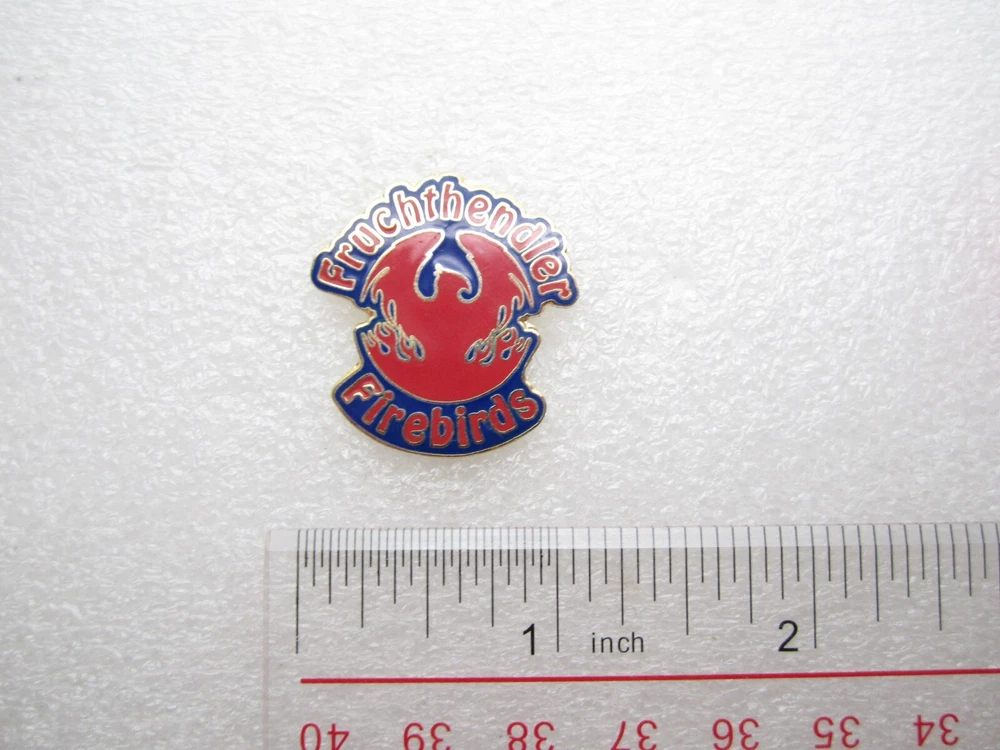 Fruchthendler
Firebirds
1 inch 2
40 39 38 37 36 35 34